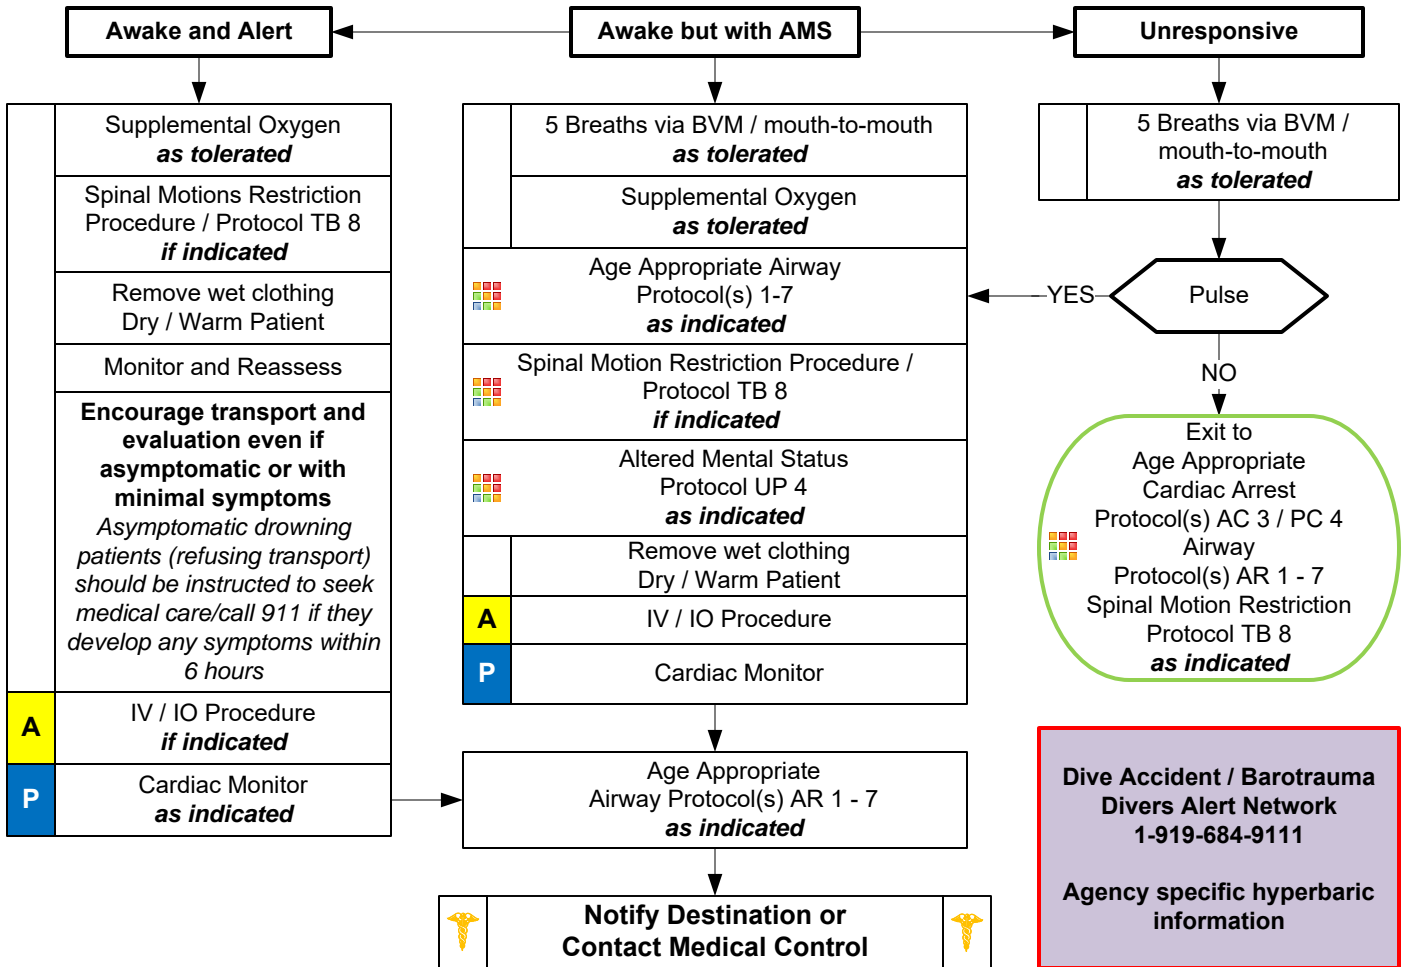 Awake and Alert
Awake but with AMS
Unresponsive
Supplemental Oxygen
as tolerated
Spinal Motions Restriction
Procedure / Protocol TB 8
if indicated
Remove wet clothing
Dry / Warm Patient
Monitor and Reassess
Encourage transport and
evaluation even if
asymptomatic or with
minimal symptoms
Asymptomatic drowning
patients (refusing transport)
should be instructed to seek
medical care/call 911 if they
develop any symptoms within
6 hours
A
IV / IO Procedure
if indicated
P
Cardiac Monitor
as indicated
5 Breaths via BVM / mouth-to-mouth
as tolerated
Supplemental Oxygen
as tolerated
Age Appropriate Airway
Protocol(s) 1-7
as indicated
Spinal Motion Restriction Procedure /
Protocol TB 8
if indicated
Altered Mental Status
Protocol UP 4
as indicated
Remove wet clothing
Dry / Warm Patient
A
IV / IO Procedure
P
Cardiac Monitor
Age Appropriate
Airway Protocol(s) AR 1 - 7
as indicated
Notify Destination or
Contact Medical Control
5 Breaths via BVM /
mouth-to-mouth
as tolerated
YES
Pulse
NO
Exit to
Age Appropriate
Cardiac Arrest
Protocol(s) AC 3 / PC 4
Airway
Protocol(s) AR 1 - 7
Spinal Motion Restriction
Protocol TB 8
as indicated
Dive Accident / Barotrauma
Divers Alert Network
1-919-684-9111
Agency specific hyperbaric
information